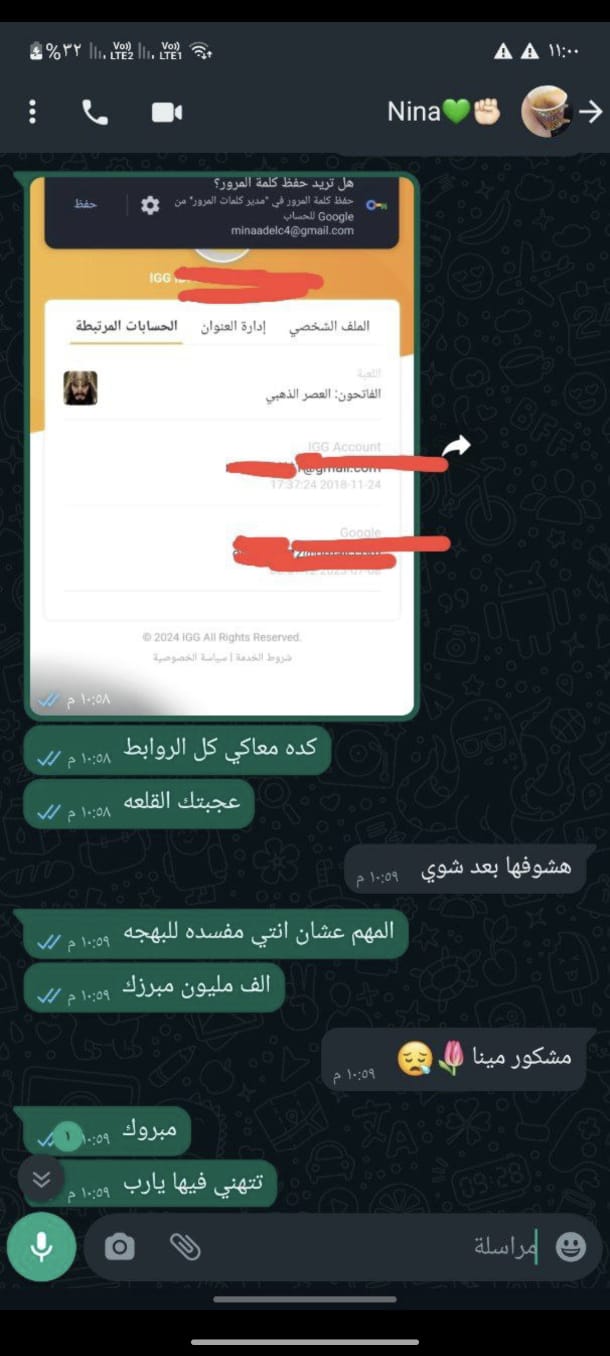 ١١:٠٠
%٣٢
Vo)) LTE2
Vo)) LTE1
Nina💚✊🏻
هل تريد حفظ كلمة المرور؟
حفظ كلمة المرور في "مدير كلمات المرور" من
Google للحساب
minaadelc4@gmail.com
حفظ
IGG
الملف الشخصي
إدارة العنوان
الحسابات المرتبطة
اللعبة
الفاتحون: العصر الذهبي
IGG Account
@gmail.com
17:37:24 2018-11-24
Google
© 2024 IGG All Rights Reserved.
شروط الخدمة | سياسة الخصوصية
١٠:٥٨ م
كده معاكي كل الروابط
١٠:٥٨ م
عجبتك القلعه
١٠:٥٨ م
هشوفها بعد شوي
١٠:٥٩ م
المهم عشان انتي مفسده للبهجه
١٠:٥٩ م
الف مليون مبرزك
١٠:٥٩ م
مشكور مينا 🌷😪
١٠:٥٩ م
مبروك
١٠:٥٩
١
تتهني فيها يارب
١٠:٥٩ م
مراسلة